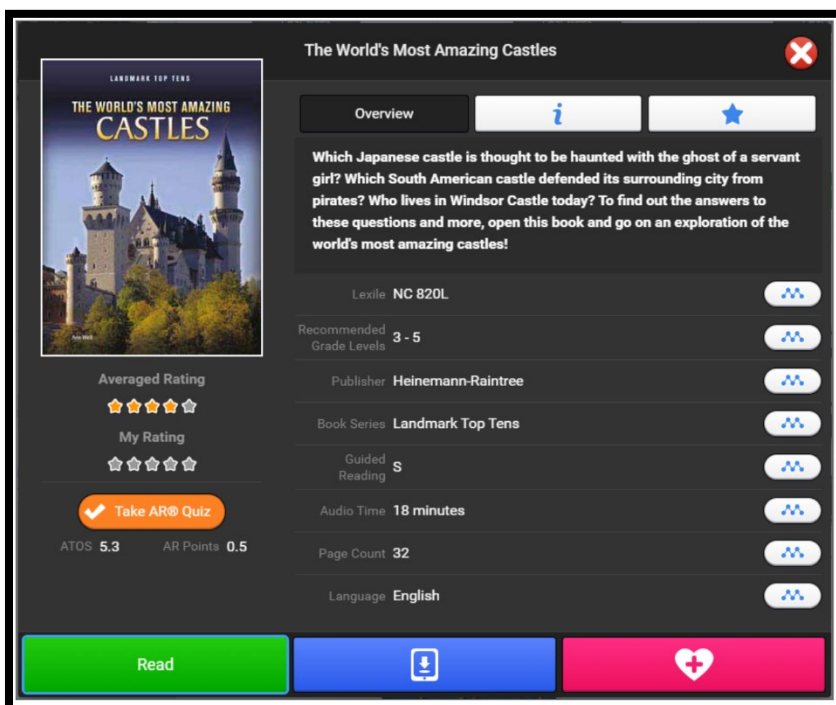 The World's Most Amazing Castles
LANDMARK TOP TENS
THE WORLD'S MOST AMAZING
CASTLES
Averaged Rating
My Rating
Take AR® Quiz
ATOS 5.3 AR Points 0.5
Overview
i
Which Japanese castle is thought to be haunted with the ghost of a servant
girl? Which South American castle defended its surrounding city from
pirates? Who lives in Windsor Castle today? To find out the answers to
these questions and more, open this book and go on an exploration of the
world's most amazing castles!
Lexile NC 820L
Recommended
Grade Levels 3 - 5
Publisher Heinemann-Raintree
Book Series Landmark Top Tens
Guided
Reading S
Audio Time 18 minutes
Page Count 32
Language English
Read